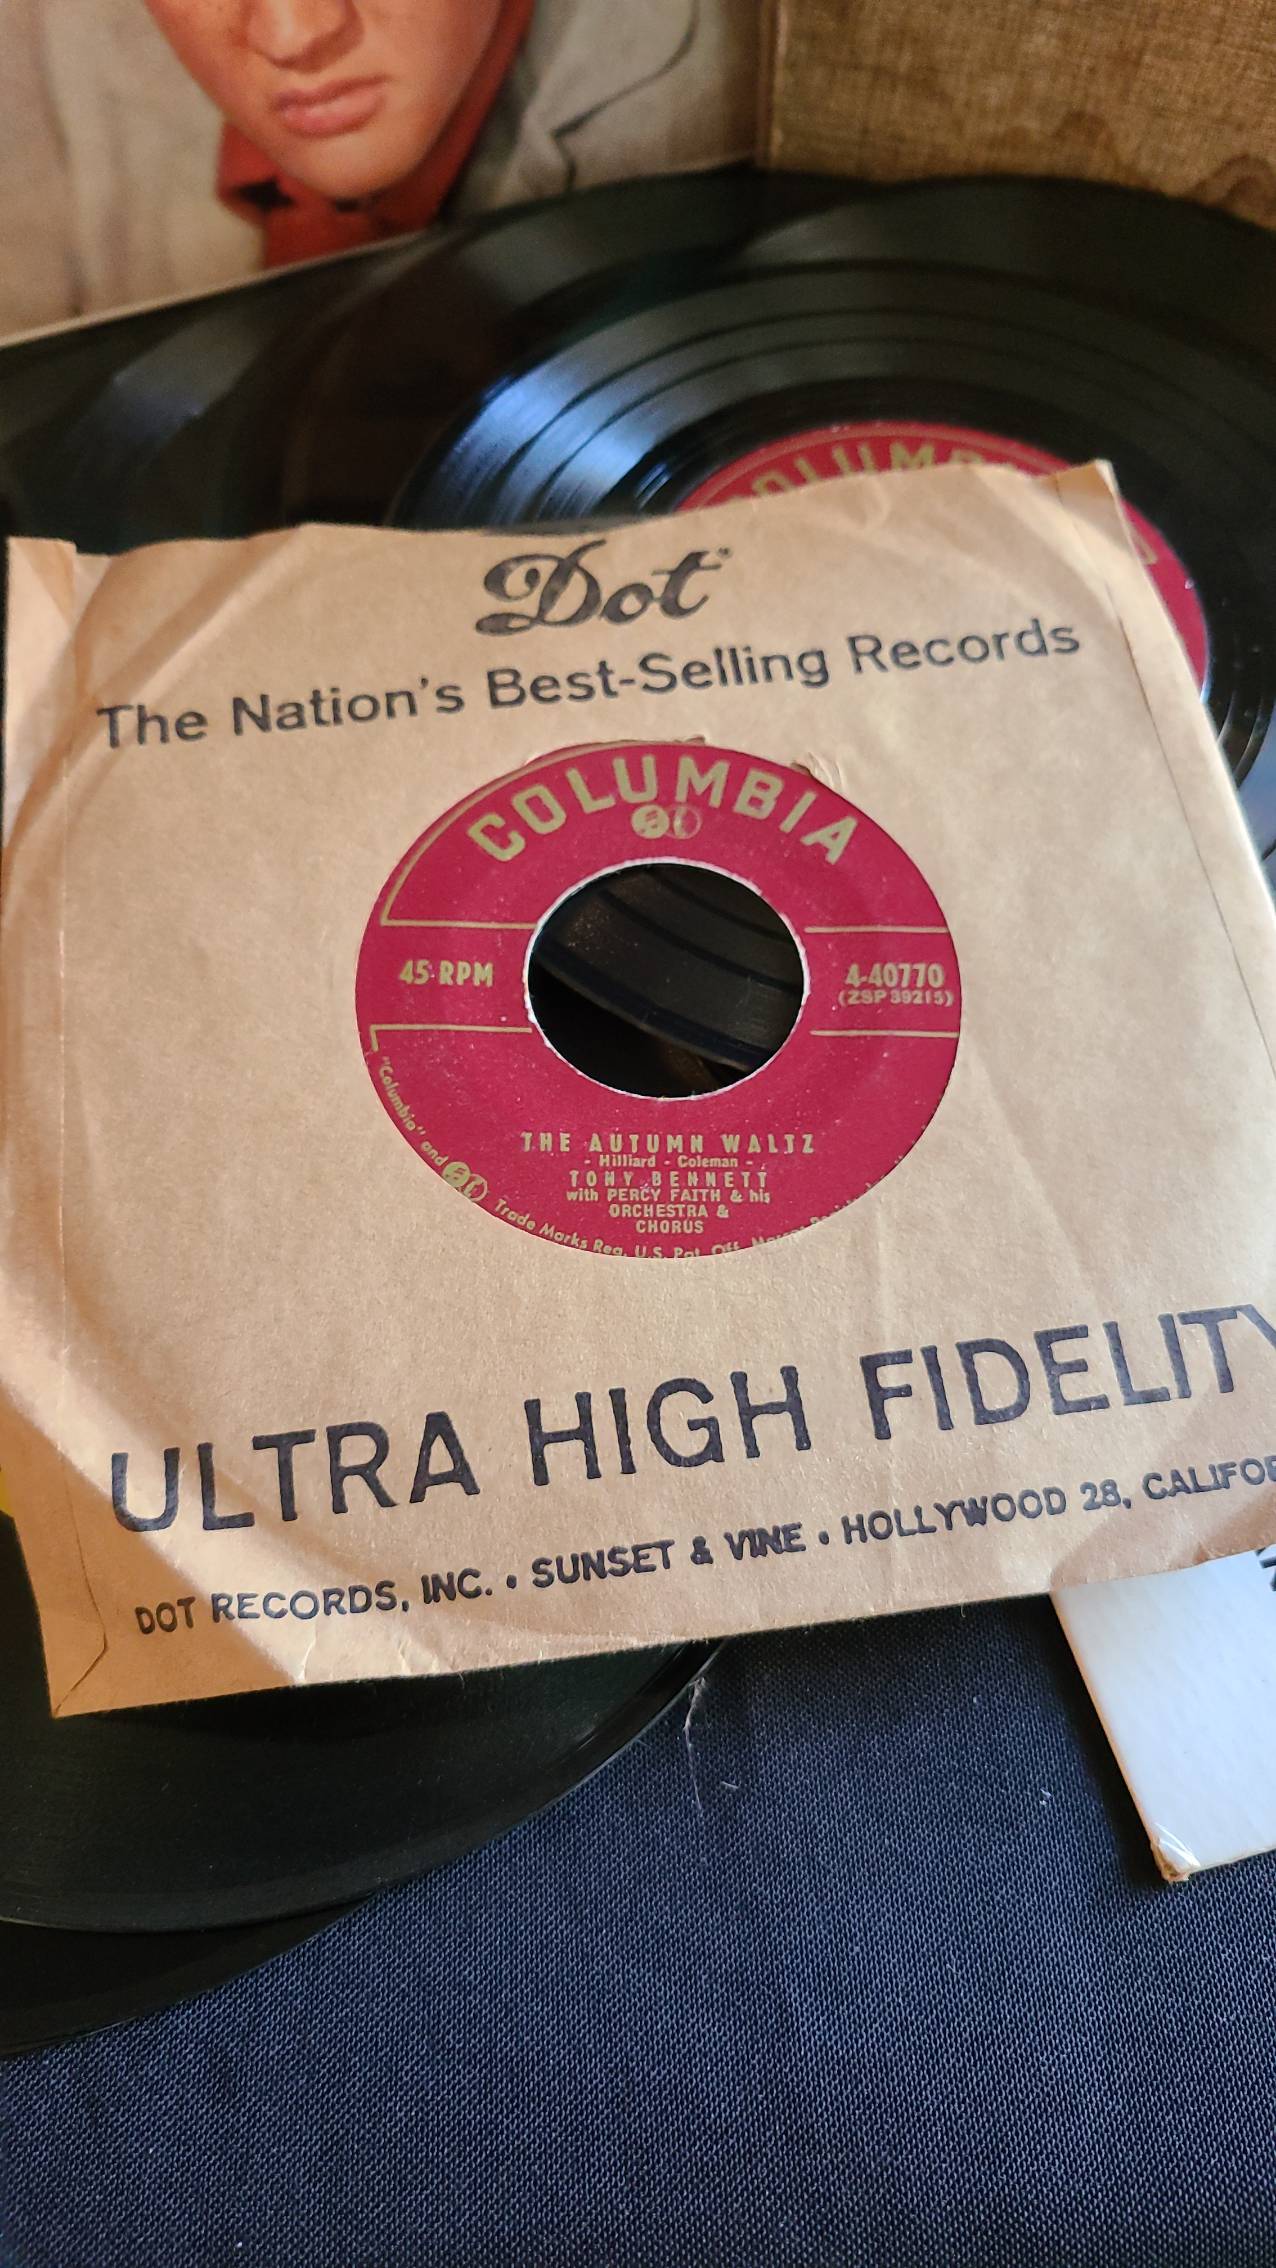 COLUMB
Dot
The Nation's Best-Selling Records
COLUMBIA
45 RPM
4-40770
(ZSP 39215)
THE AUTUMN WALTZ
- Hilliard - Coleman -
TONY BENNETT
with PERCY FAITH & his
ORCHESTRA &
CHORUS
"Columbia" and Trade Marks Reg. U.S. Pat. Off.
ULTRA HIGH FIDELITY
DOT RECORDS, INC. • SUNSET & VINE • HOLLYWOOD 28, CALIFOR